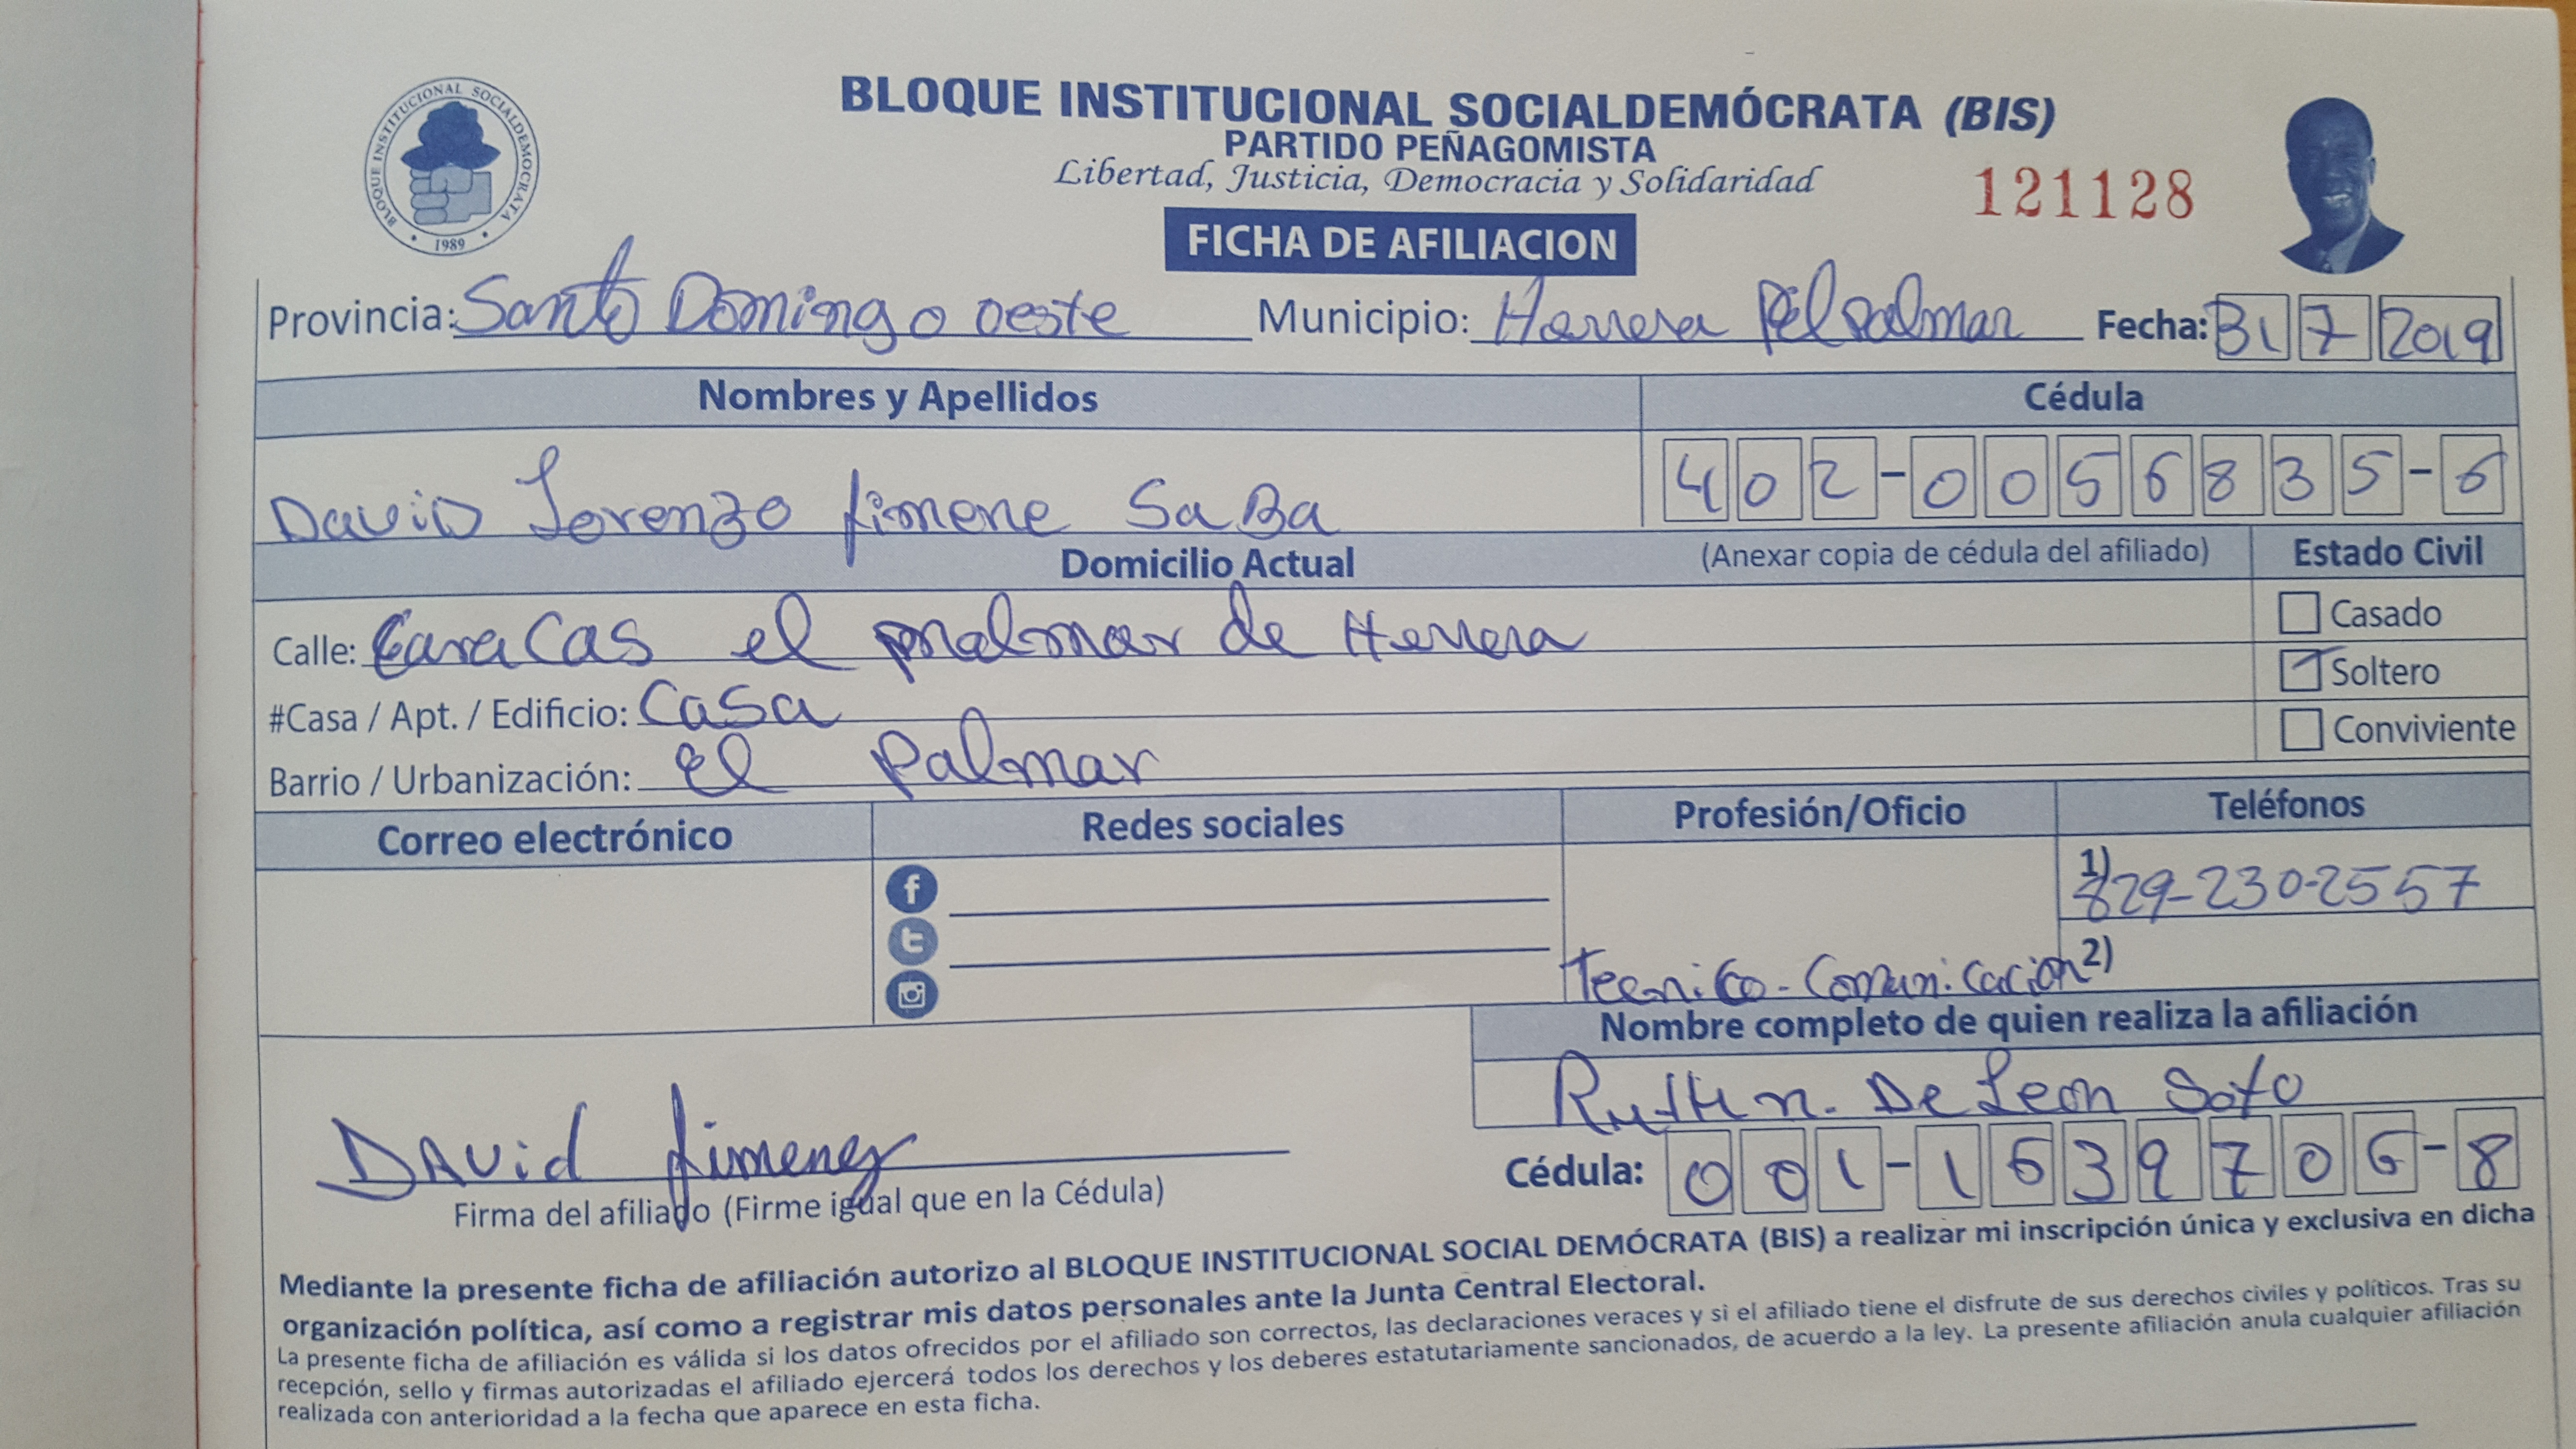 BLOQUE INSTITUCIONAL SOCIALDEMÓCRATA (BIS)
PARTIDO PEÑAGOMISTA
Libertad, Justicia, Democracia y Solidaridad
BLOQUE INSTITUCIONAL SOCIALDEMOCRATA
1989
121128
FICHA DE AFILIACION
Provincia: Santo Domingo oeste Municipio: Herrera El palmar Fecha: 31 7 2019
Nombres y Apellidos Cédula
David Lorenzo Jimene SaBa 402-0056835-6
Domicilio Actual (Anexar copia de cédula del afiliado) Estado Civil
Calle: Caracas el palmar de Herrera Casado
#Casa / Apt. / Edificio: Casa Soltero
Barrio / Urbanización: El palmar Conviviente
Correo electrónico Redes sociales Profesión/Oficio Teléfonos
1) 829-230-2557
Tecnico-Comunicacion 2)
Nombre completo de quien realiza la afiliación
Ruth n. De Leon Soto
DAvid Jimenez
Cédula: 001-1639706-8
Firma del afiliado (Firme igual que en la Cédula)
Mediante la presente ficha de afiliación autorizo al BLOQUE INSTITUCIONAL SOCIAL DEMÓCRATA (BIS) a realizar mi inscripción única y exclusiva en dicha
organización política, así como a registrar mis datos personales ante la Junta Central Electoral.
La presente ficha de afiliación es válida si los datos ofrecidos por el afiliado son correctos, las declaraciones veraces y si el afiliado tiene el disfrute de sus derechos civiles y políticos. Tras su
recepción, sello y firmas autorizadas el afiliado ejercerá todos los derechos y los deberes estatutariamente sancionados, de acuerdo a la ley. La presente afiliación anula cualquier afiliación
realizada con anterioridad a la fecha que aparece en esta ficha.